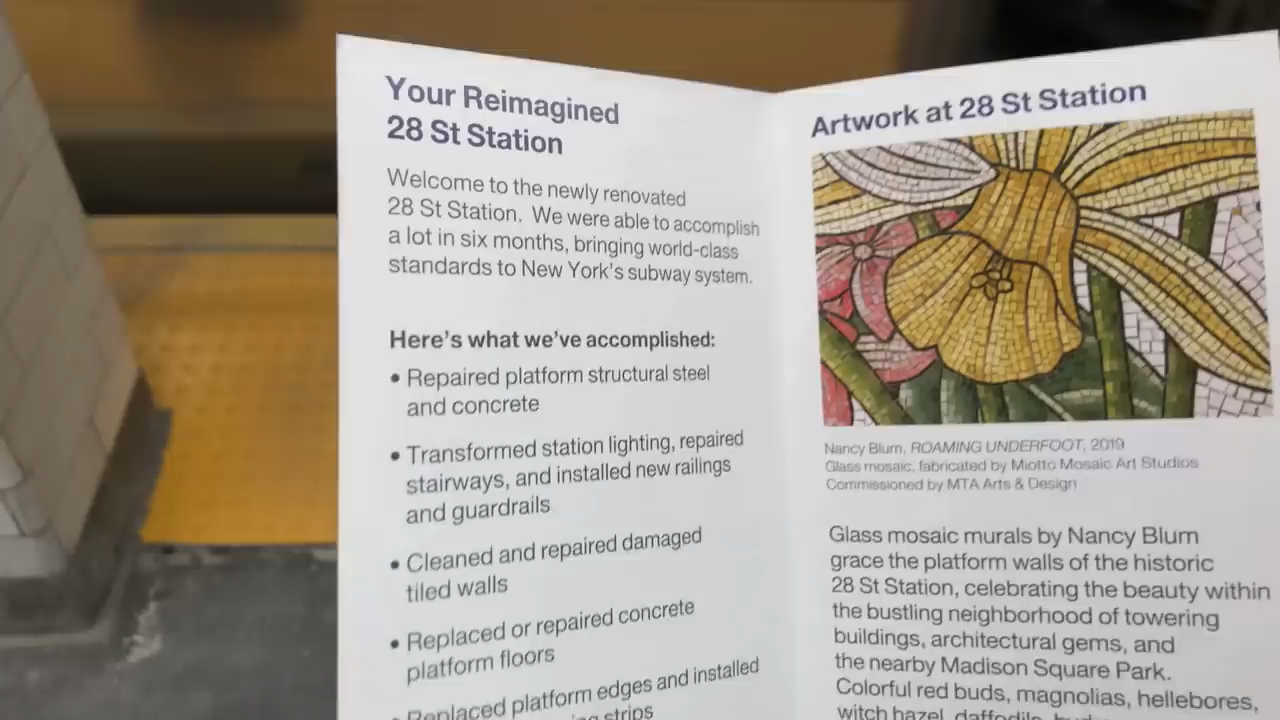 Your Reimagined
28 St Station
Welcome to the newly renovated
28 St Station. We were able to accomplish
a lot in six months, bringing world-class
standards to New York's subway system.
Here's what we've accomplished:
• Repaired platform structural steel
and concrete
• Transformed station lighting, repaired
stairways, and installed new railings
and guardrails
• Cleaned and repaired damaged
tiled walls
• Replaced or repaired concrete
platform floors
• Replaced platform edges and installed
strips
Artwork at 28 St Station
Nancy Blum, ROAMING UNDERFOOT, 2019
Glass mosaic, fabricated by Miotto Mosaic Art Studios
Commissioned by MTA Arts & Design
Glass mosaic murals by Nancy Blum
grace the platform walls of the historic
28 St Station, celebrating the beauty within
the bustling neighborhood of towering
buildings, architectural gems, and
the nearby Madison Square Park.
Colorful red buds, magnolias, hellebores,
witch hazel, daffodils,